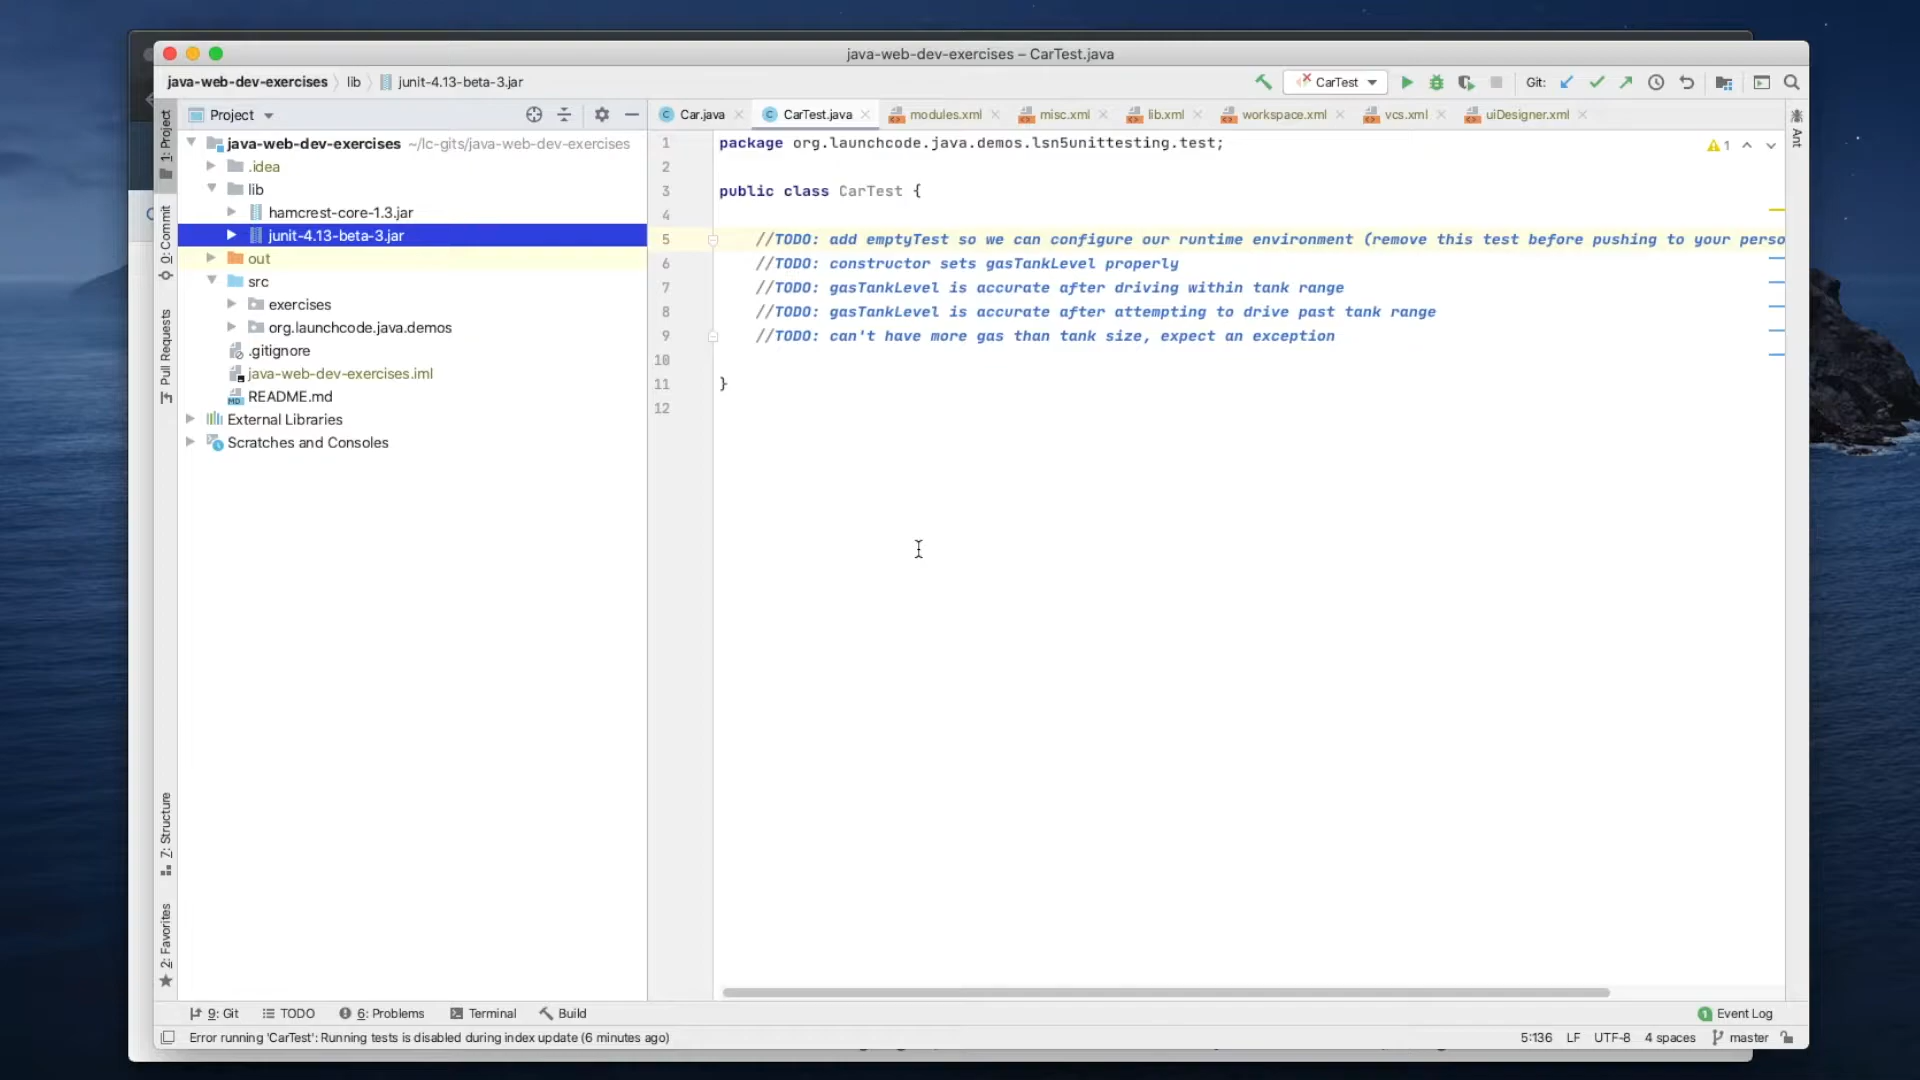 java-web-dev-exercises – CarTest.java
java-web-dev-exercises lib junit-4.13-beta-3.jar
CarTest
Git:
Project
Car.java
CarTest.java
modules.xml
misc.xml
lib.xml
workspace.xml
vcs.xml
uiDesigner.xml
1: Project
0: Commit
Pull Requests
Z: Structure
2: Favorites
Ant
java-web-dev-exercises ~/lc-gits/java-web-dev-exercises
.idea
lib
hamcrest-core-1.3.jar
junit-4.13-beta-3.jar
out
src
exercises
org.launchcode.java.demos
.gitignore
java-web-dev-exercises.iml
README.md
External Libraries
Scratches and Consoles
1 package org.launchcode.java.demos.lsn5unittesting.test;
2
3 public class CarTest {
4
5 //TODO: add emptyTest so we can configure our runtime environment (remove this test before pushing to your perso
6 //TODO: constructor sets gasTankLevel properly
7 //TODO: gasTankLevel is accurate after driving within tank range
8 //TODO: gasTankLevel is accurate after attempting to drive past tank range
9 //TODO: can't have more gas than tank size, expect an exception
10
11 }
12
1
9: Git
TODO
6: Problems
Terminal
Build
1 Event Log
Error running 'CarTest': Running tests is disabled during index update (6 minutes ago)
5:136 LF UTF-8 4 spaces master